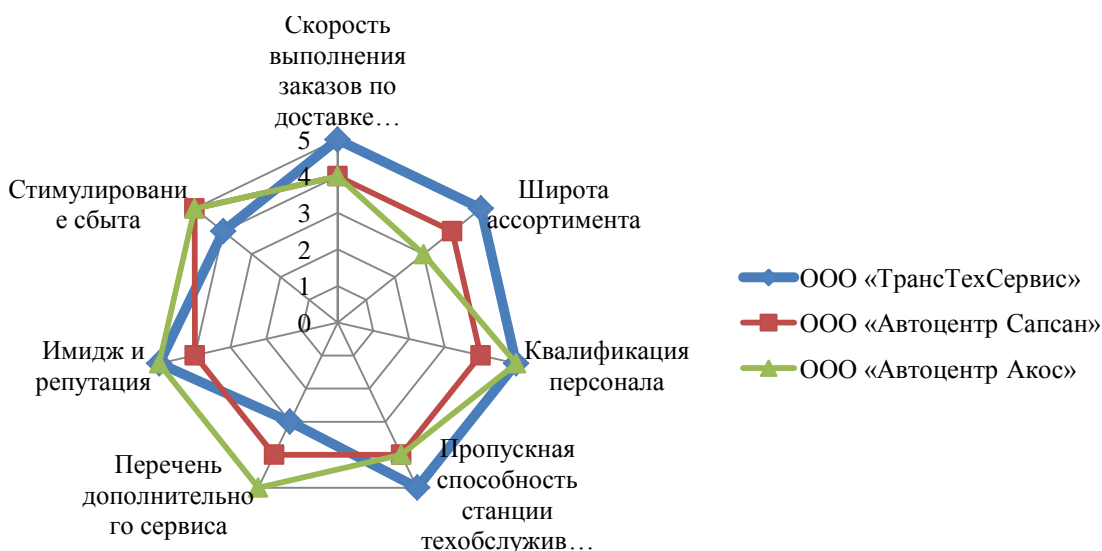 Скорость
выполнения
заказов по
доставке…
5
4
3
2
1
0
Широта
ассортимента
Квалификация
персонала
Пропускная
способность
станции
техобслужив…
Перечень
дополнительно
го сервиса
Имидж и
репутация
Стимулировани
е сбыта
ООО «ТрансТехСервис»
ООО «Автоцентр Сапсан»
ООО «Автоцентр Акос»